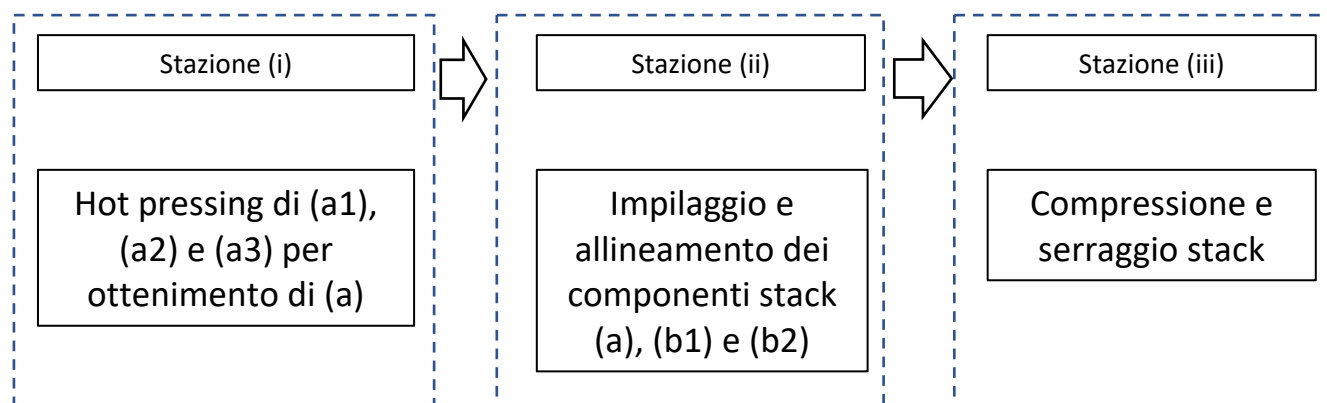 Stazione (i)
Stazione (ii)
Stazione (iii)
Hot pressing di (a1),
(a2) e (a3) per
ottenimento di (a)
Impilaggio e
allineamento dei
componenti stack
(a), (b1) e (b2)
Compressione e
serraggio stack